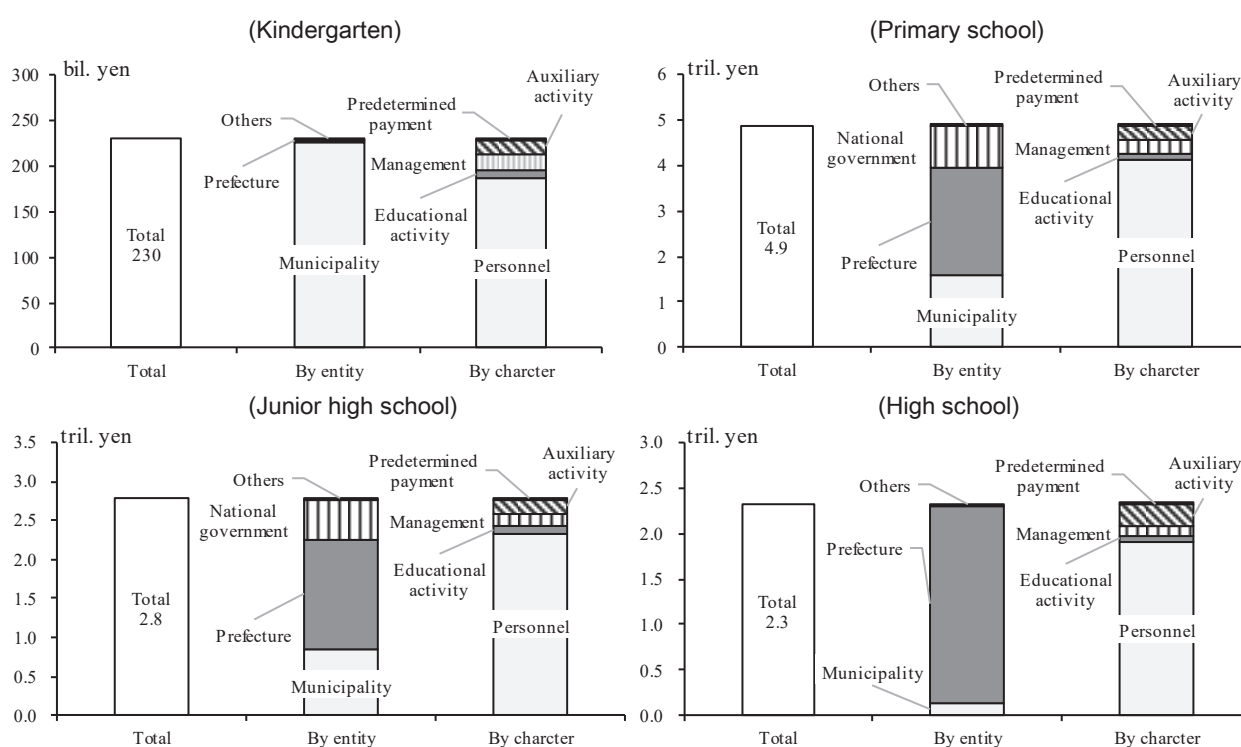 (Kindergarten)
bil. yen
300
250
200
150
100
50
0
Others
Prefecture
Predetermined
payment
Auxiliary
activity
Management
Educational
activity
Total
230
Municipality
Personnel
Total
By entity
By charcter
(Primary school)
tril. yen
6
5
4
3
2
1
0
Others
National
government
Prefecture
Predetermined
payment
Auxiliary
activity
Management
Educational
activity
Total
4.9
Municipality
Personnel
Total
By entity
By charcter
(Junior high school)
tril. yen
3.5
3.0
2.5
2.0
1.5
1.0
0.5
0.0
Others
National
government
Prefecture
Predetermined
payment
Auxiliary
activity
Management
Educational
activity
Total
2.8
Municipality
Personnel
Total
By entity
By charcter
(High school)
tril. yen
3.0
2.5
2.0
1.5
1.0
0.5
0.0
Others
Prefecture
Municipality
Predetermined
payment
Auxiliary
activity
Management
Educational
activity
Total
2.3
Personnel
Total
By entity
By charcter